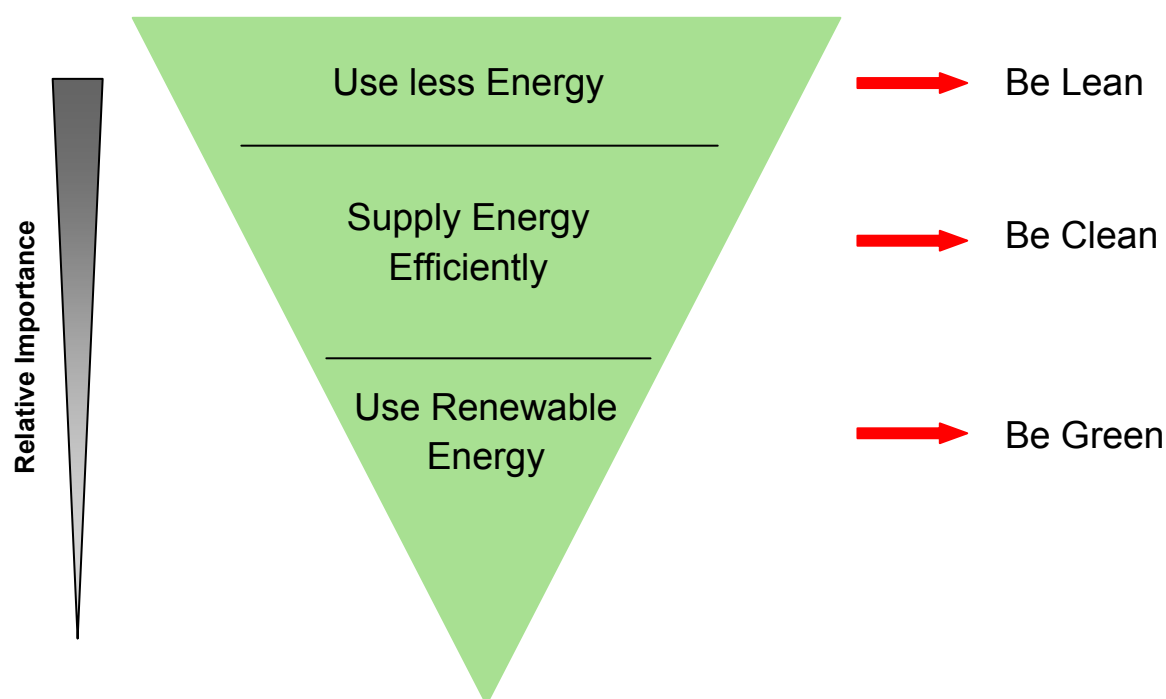 Use less Energy
Be Lean
Supply Energy
Efficiently
Be Clean
Use Renewable
Energy
Be Green
Relative Importance